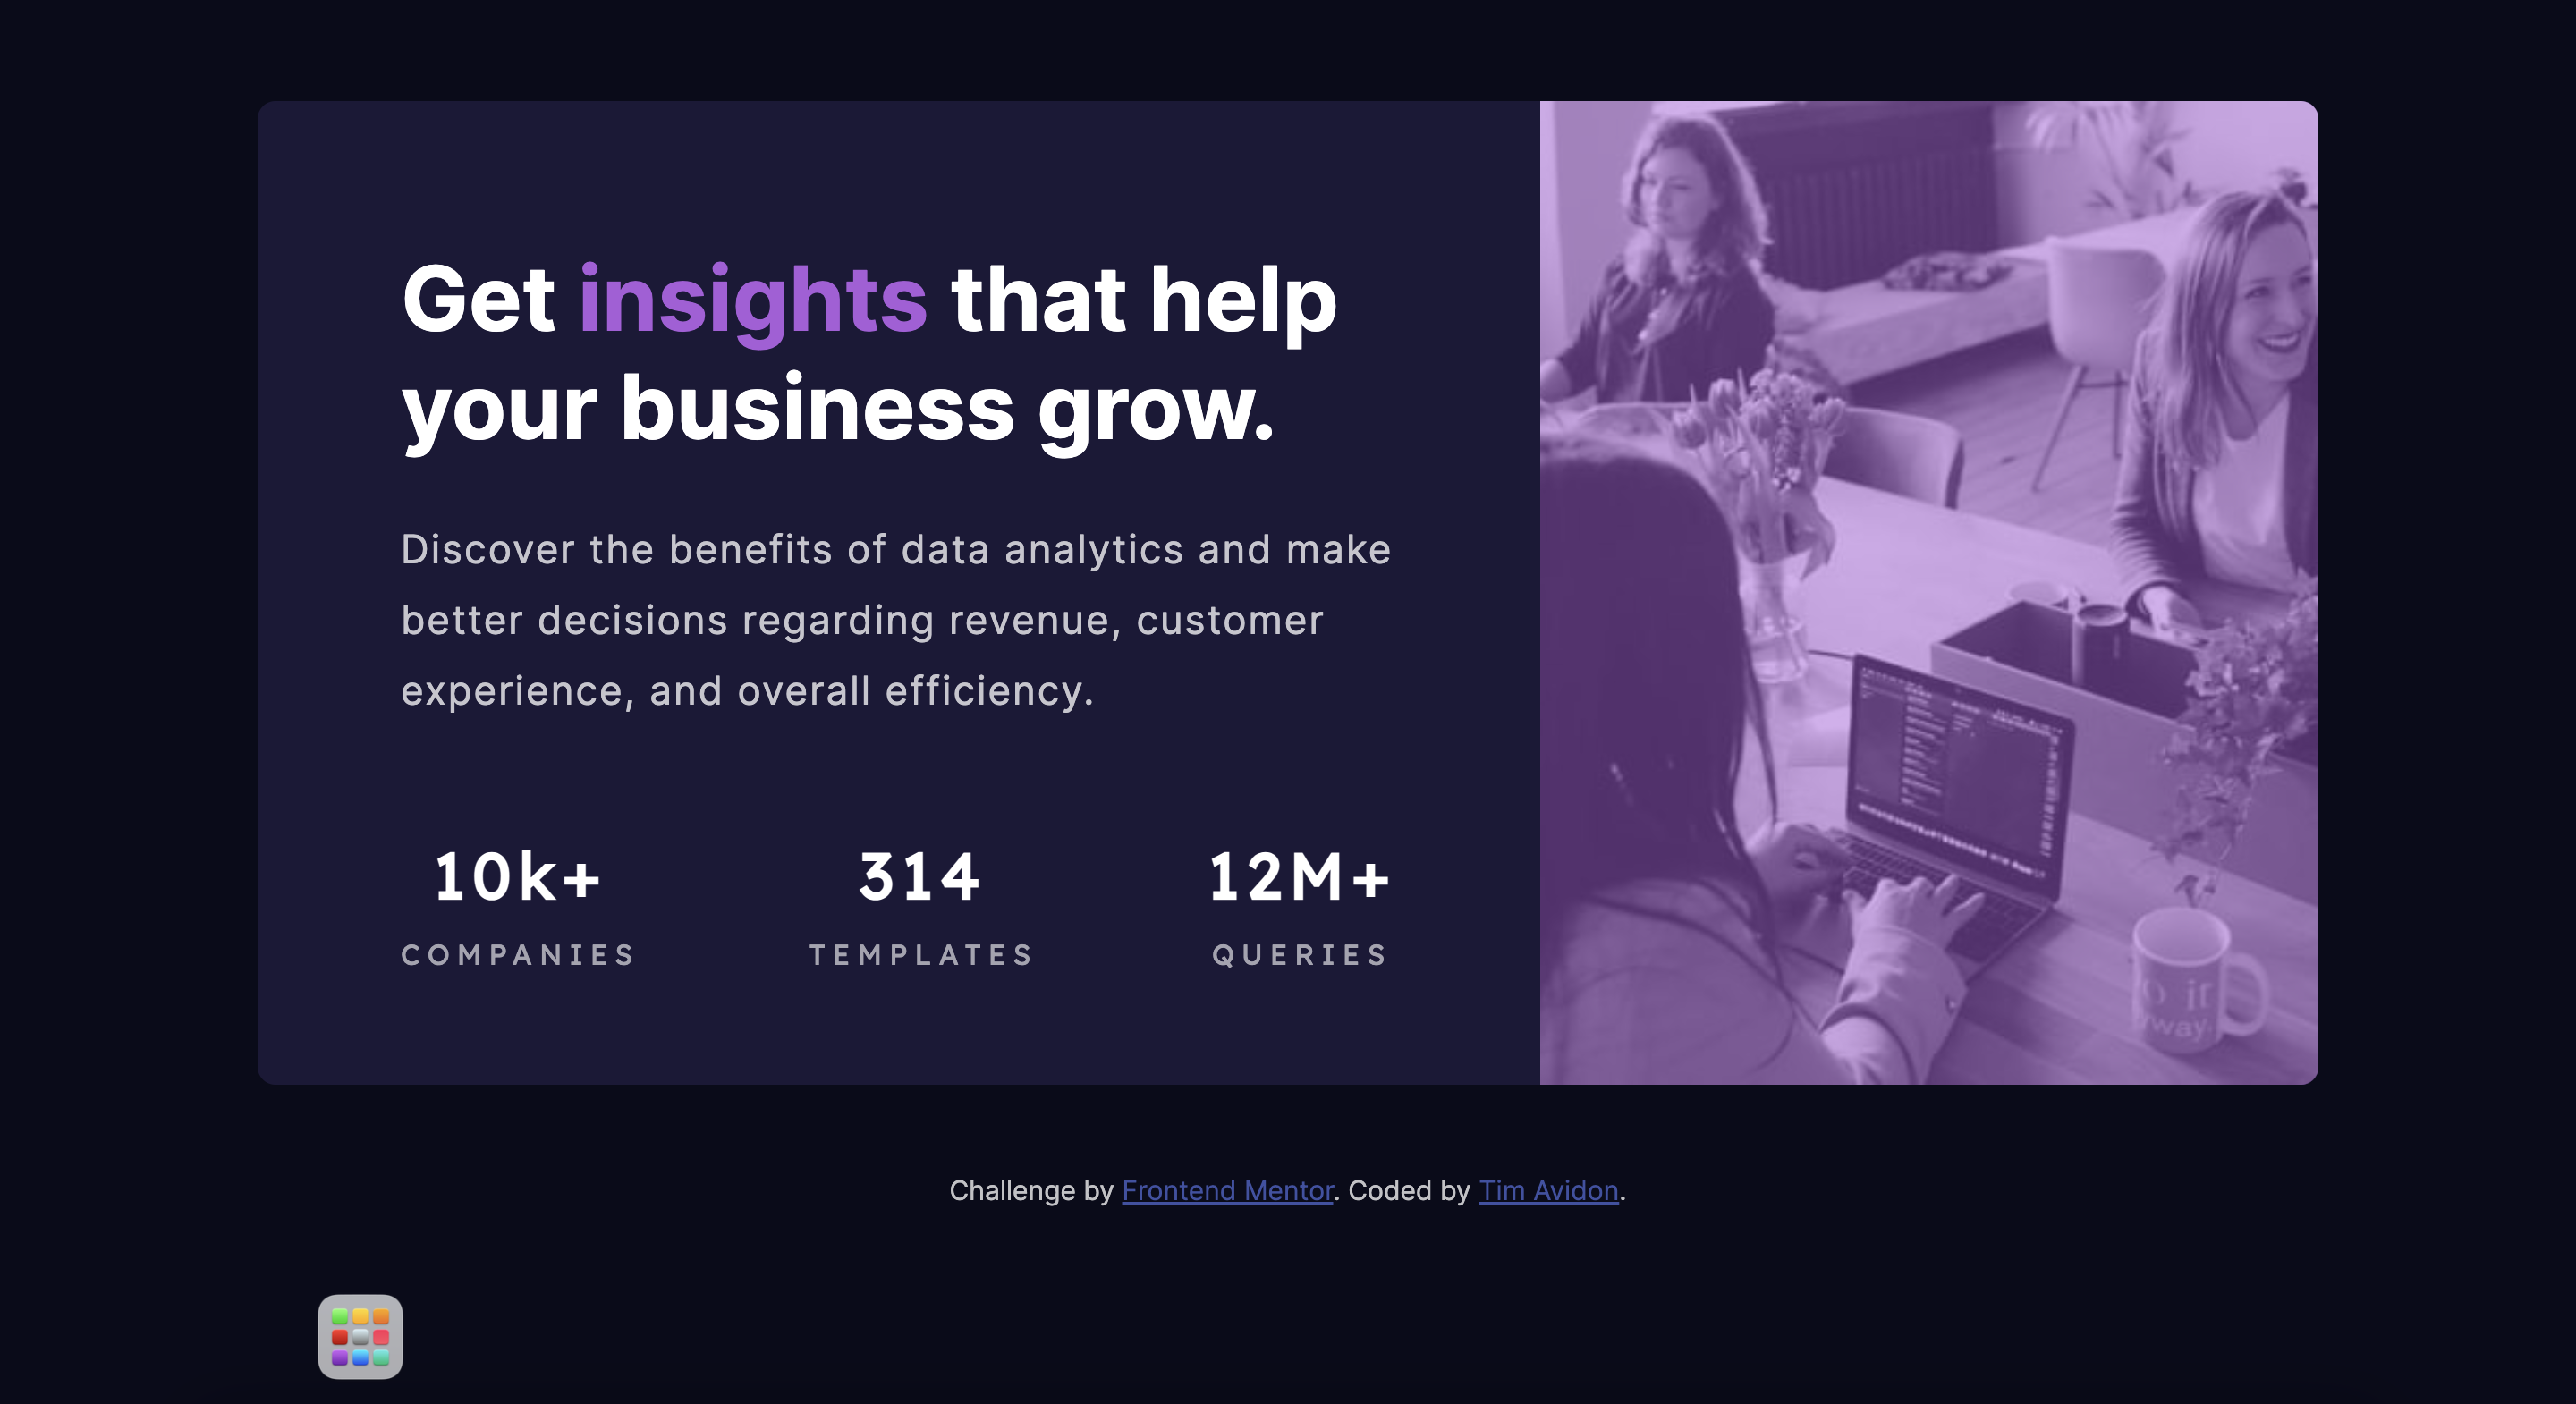 Get insights that help
your business grow.
Discover the benefits of data analytics and make
better decisions regarding revenue, customer
experience, and overall efficiency.
10k+ 314 12M+
COMPANIES TEMPLATES QUERIES
it
Challenge by Frontend Mentor. Coded by Tim Avidon.